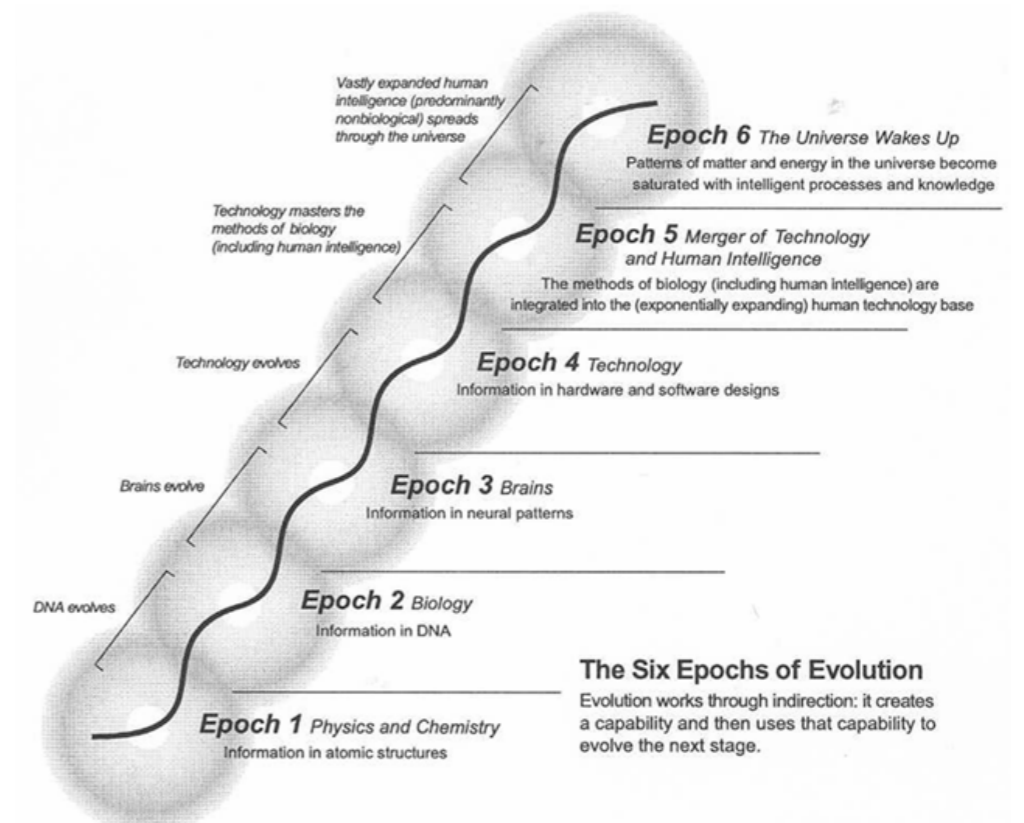 Vastly expanded human
intelligence (predominantly
nonbiological) spreads
through the universe
Epoch 6 The Universe Wakes Up
Patterns of matter and energy in the universe become
saturated with intelligent processes and knowledge
Technology masters the
methods of biology
(including human intelligence)
Epoch 5 Merger of Technology
and Human Intelligence
The methods of biology (including human intelligence) are
integrated into the (exponentially expanding) human technology base
Technology evolves
Epoch 4 Technology
Information in hardware and software designs
Brains evolve
Epoch 3 Brains
Information in neural patterns
DNA evolves
Epoch 2 Biology
Information in DNA
Epoch 1 Physics and Chemistry
Information in atomic structures
The Six Epochs of Evolution
Evolution works through indirection: it creates
a capability and then uses that capability to
evolve the next stage.